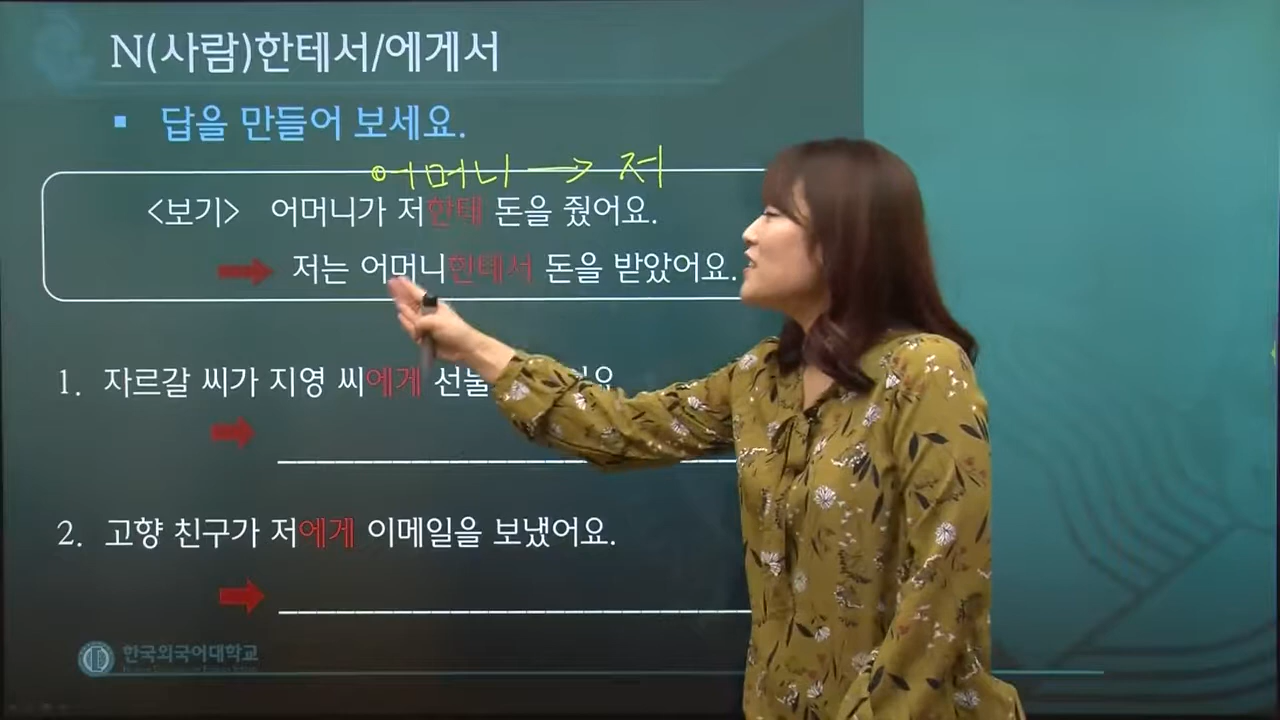 N(사람)한테서/에게서
▪ 답을 만들어 보세요.
어머니 → 저
<보기> 어머니가 저한테 돈을 줬어요.
➡ 저는 어머니한테서 돈을 받았어요.
1. 자르갈 씨가 지영 씨에게
➡
2. 고향 친구가 저에게 이메일을 보냈어요.
➡
한국외국어대학교